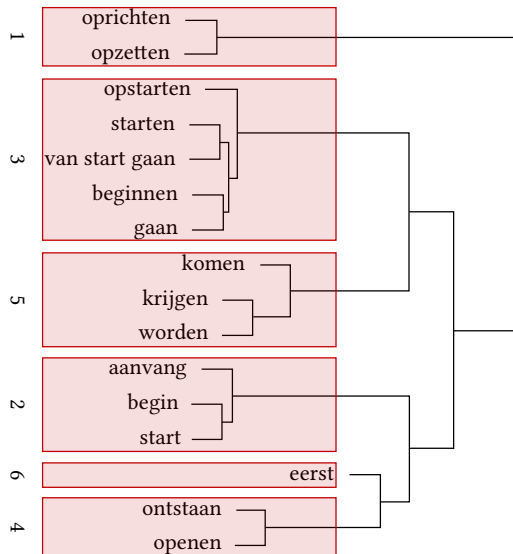 1
oprichten
opzetten
3
opstarten
starten
van start gaan
beginnen
gaan
5
komen
krijgen
worden
2
aanvang
begin
start
6
eerst
4
ontstaan
openen